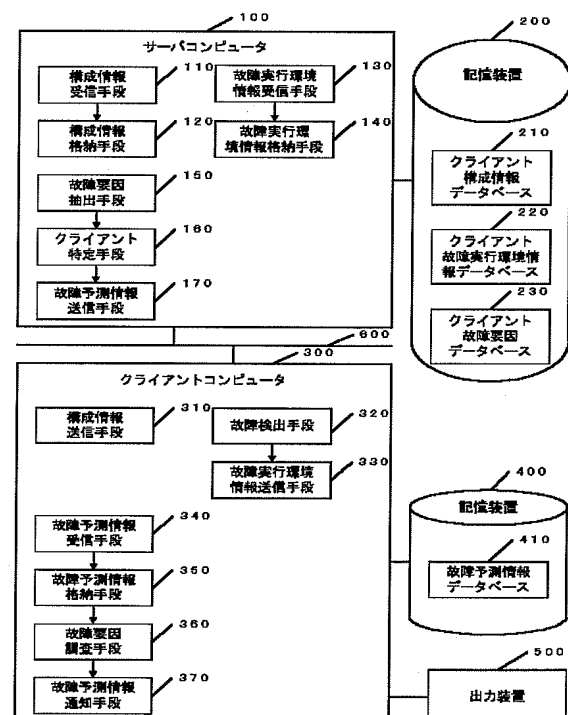 100
サーバコンピュータ
構成情報
受信手段
110
故障実行環境
情報受信手段
130
構成情報
格納手段
120
故障実行環
境情報格納手段
140
故障要因
抽出手段
150
クライアント
特定手段
160
故障予測情報
送信手段
170
200
記憶装置
210
クライアント
構成情報
データベース
220
クライアント
故障実行環境情
報データベース
230
クライアント
故障要因
データベース
600
300
クライアントコンピュータ
構成情報
送信手段
310
故障検出手段
320
故障実行環境
情報送信手段
330
故障予測情報
受信手段
340
故障予測情報
格納手段
350
故障要因
調査手段
360
故障予測情報
通知手段
370
400
記憶装置
410
故障予測情報
データベース
500
出力装置